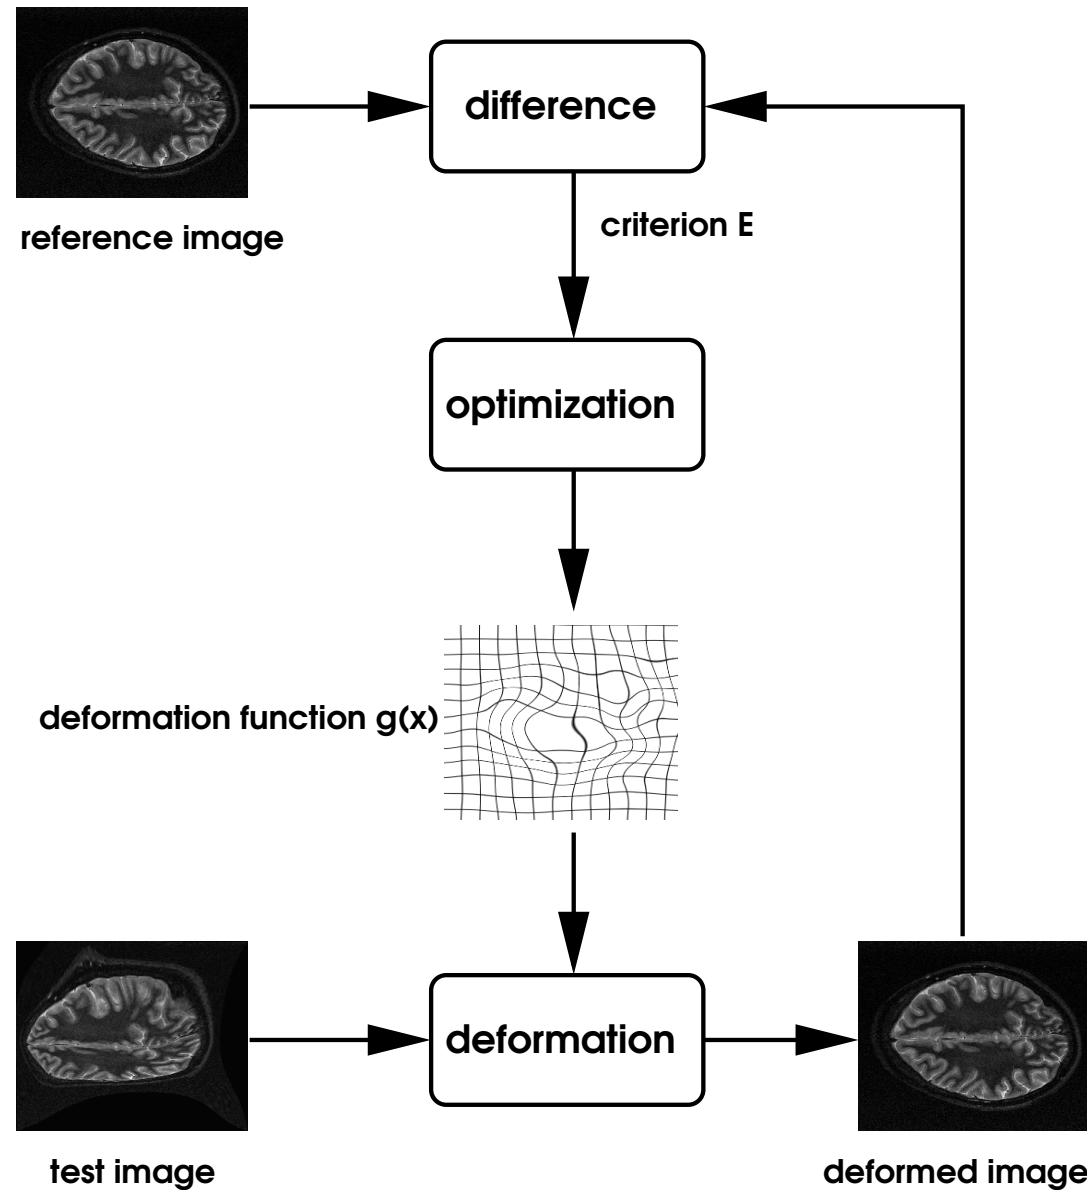 difference
reference image
criterion E
optimization
deformation function g(x)
deformation
test image
deformed image